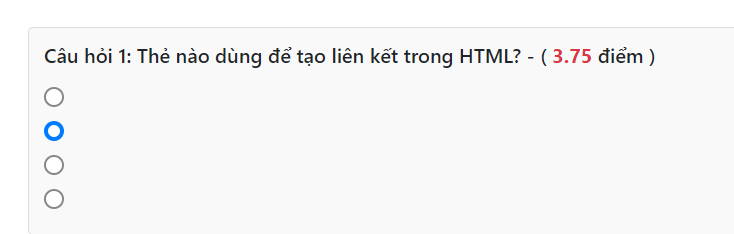 Câu hỏi 1: Thẻ nào dùng để tạo liên kết trong HTML? - ( 3.75 điểm )